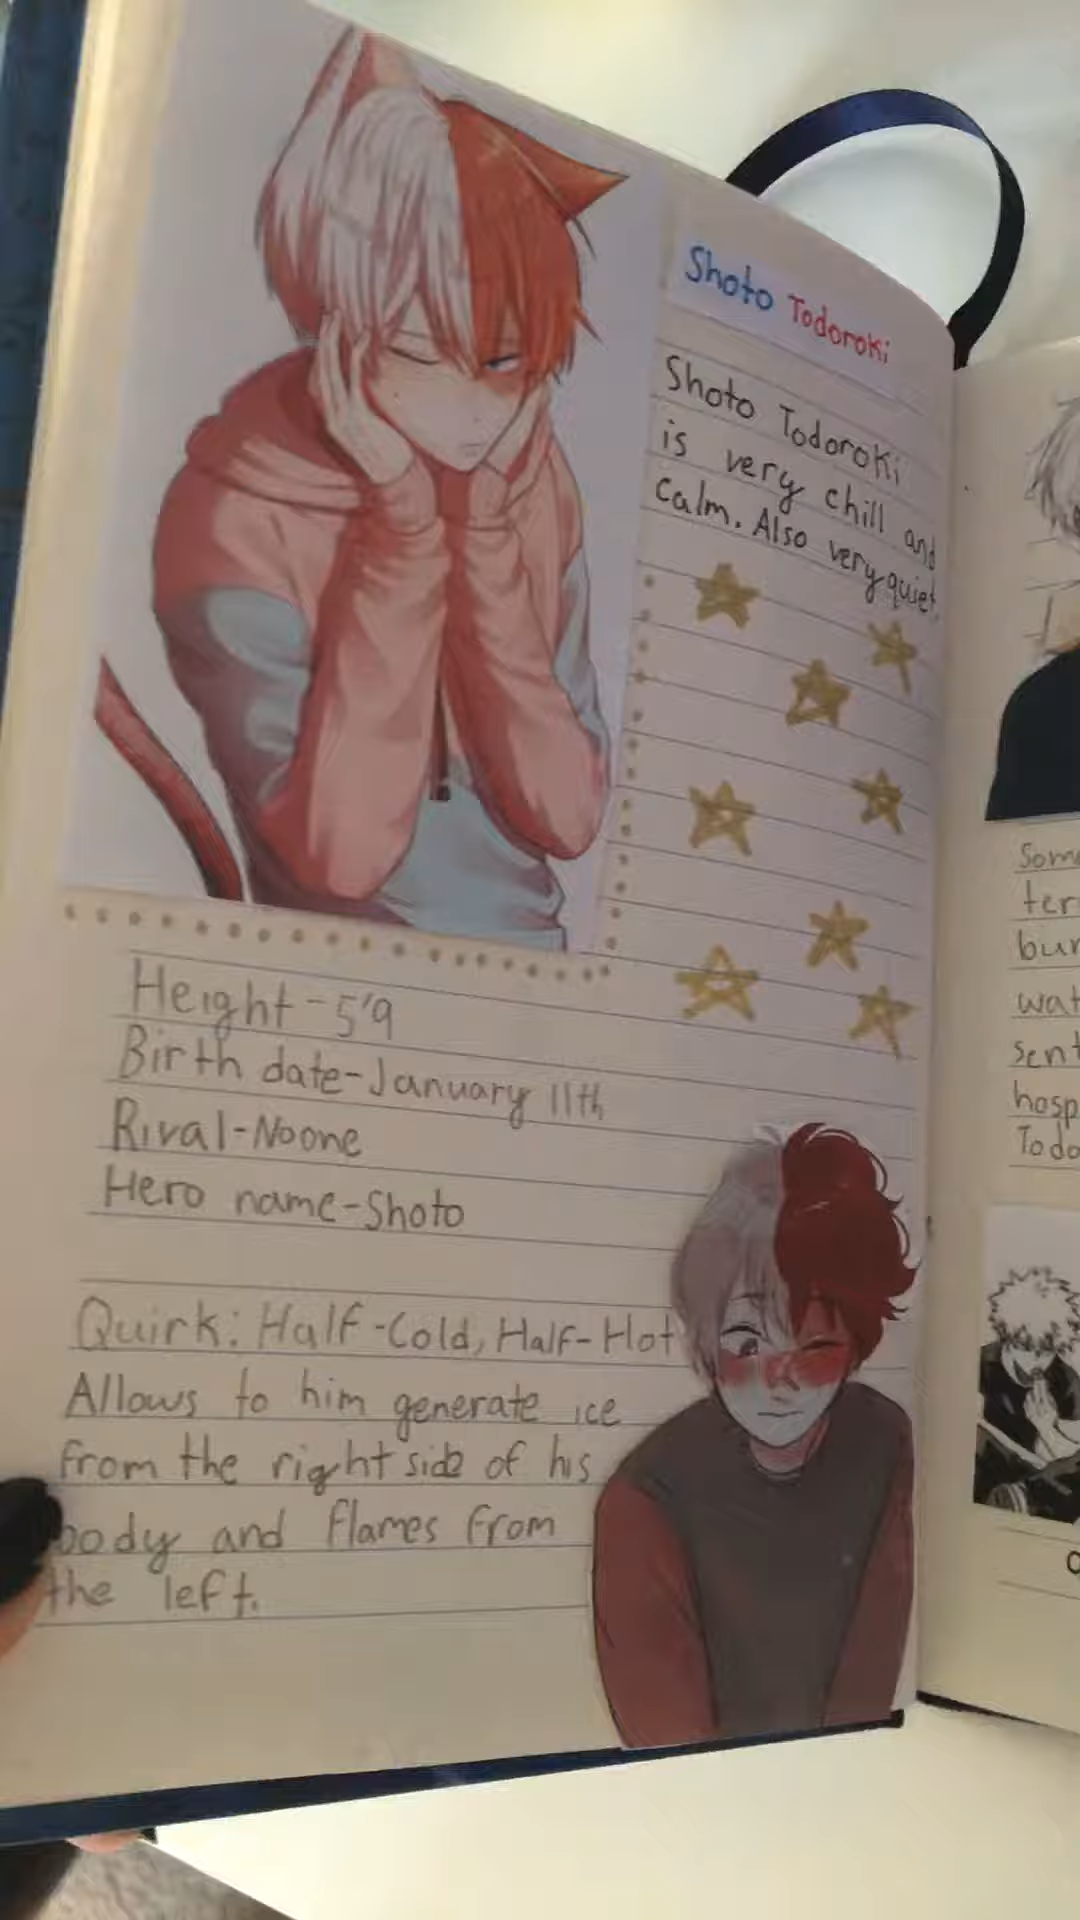 Shoto Todoroki
Shoto Todoroki
is very chill and
calm. Also very quiet.
Height-5'9
Birth date-January 11th
Rival-Noone
Hero name-Shoto
Quirk: Half-Cold, Half-Hot
Allows to him generate ice
from the right side of his
body and flames from
the left.
hosp
Todo